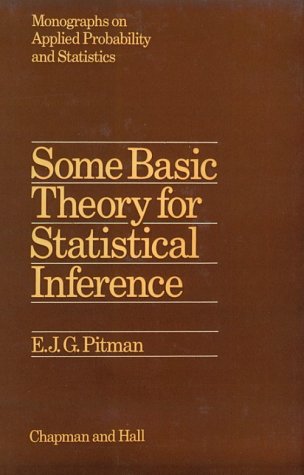 Monographs on
Applied Probability
and Statistics
Some Basic
Theory for
Statistical
Inference
E.J.G. Pitman
Chapman and Hall